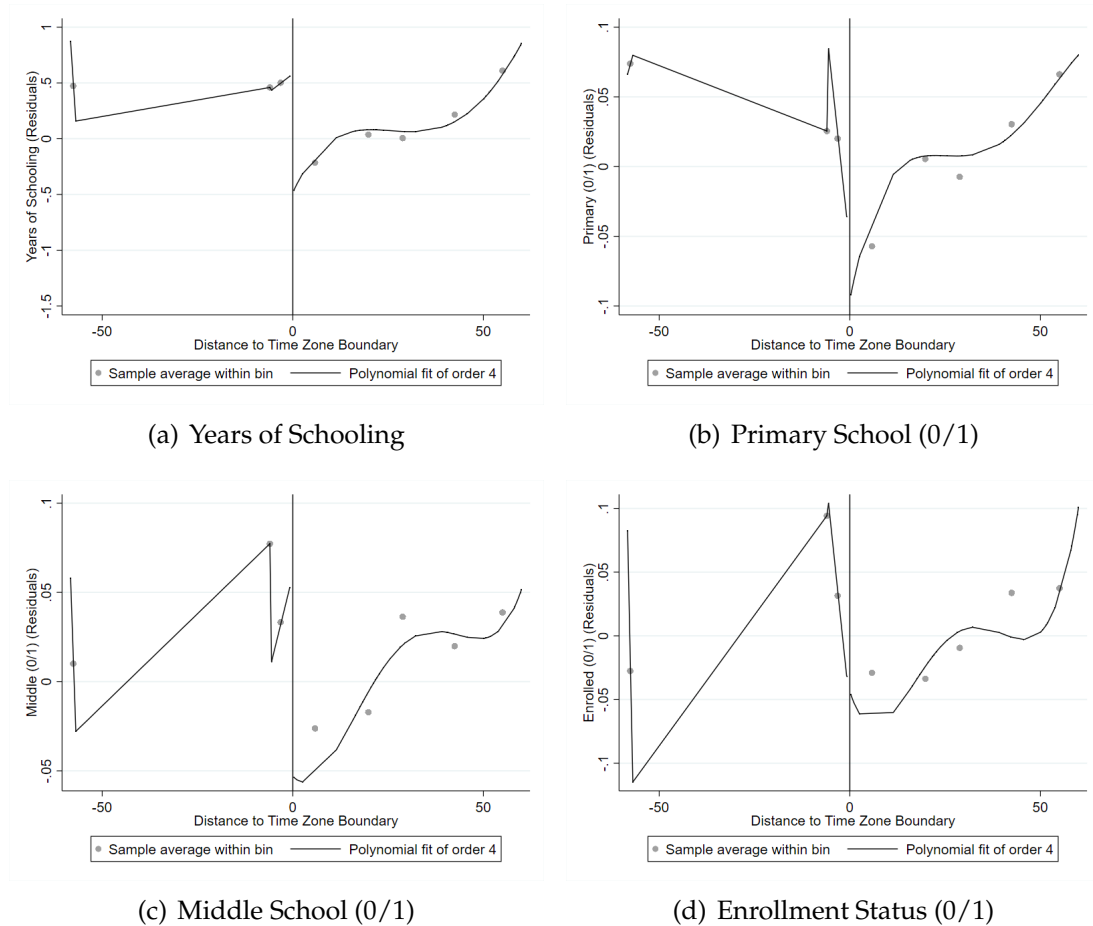 Years of Schooling (Residuals)
1
.5
0
-.5
-1
-1.5
-50
0
50
Distance to Time Zone Boundary
Sample average within bin
Polynomial fit of order 4
(a) Years of Schooling
Primary (0/1) (Residuals)
.1
.05
0
-.05
-.1
-50
0
50
Distance to Time Zone Boundary
Sample average within bin
Polynomial fit of order 4
(b) Primary School (0/1)
Middle (0/1) (Residuals)
.1
.05
0
-.05
-50
0
50
Distance to Time Zone Boundary
Sample average within bin
Polynomial fit of order 4
(c) Middle School (0/1)
Enrolled (0/1) (Residuals)
.1
.05
0
-.05
-.1
-50
0
50
Distance to Time Zone Boundary
Sample average within bin
Polynomial fit of order 4
(d) Enrollment Status (0/1)